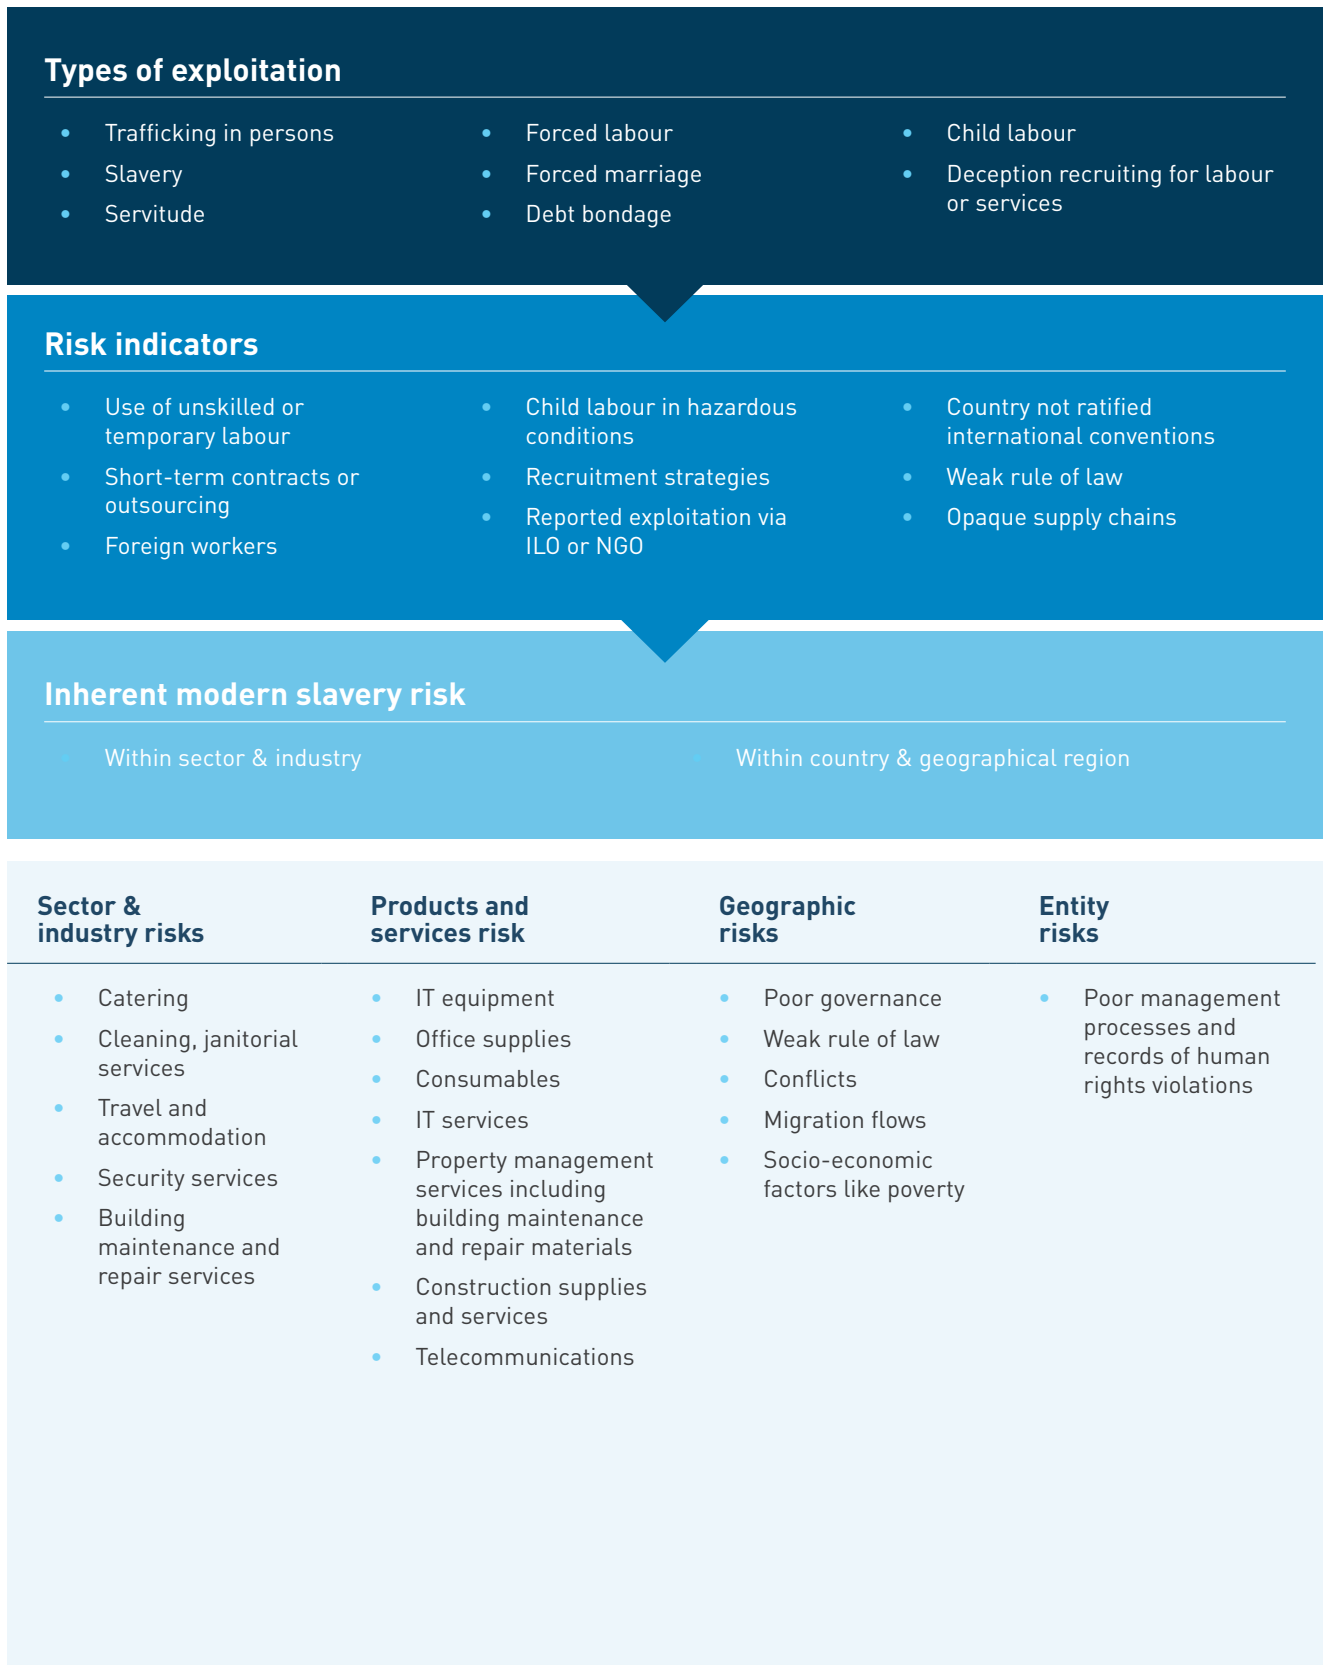 Types of exploitation
Trafficking in persons
Slavery
Servitude
Forced labour
Forced marriage
Debt bondage
Child labour
Deception recruiting for labour
or services
Risk indicators
Use of unskilled or
temporary labour
Short-term contracts or
outsourcing
Foreign workers
Child labour in hazardous
conditions
Recruitment strategies
Reported exploitation via
ILO or NGO
Country not ratified
international conventions
Weak rule of law
Opaque supply chains
Inherent modern slavery risk
Within sector & industry
Within country & geographical region
Sector &
industry risks
Catering
Cleaning, janitorial
services
Travel and
accommodation
Security services
Building
maintenance and
repair services
Products and
services risk
IT equipment
Office supplies
Consumables
IT services
Property management
services including
building maintenance
and repair materials
Construction supplies
and services
Telecommunications
Geographic
risks
Poor governance
Weak rule of law
Conflicts
Migration flows
Socio-economic
factors like poverty
Entity
risks
Poor management
processes and
records of human
rights violations